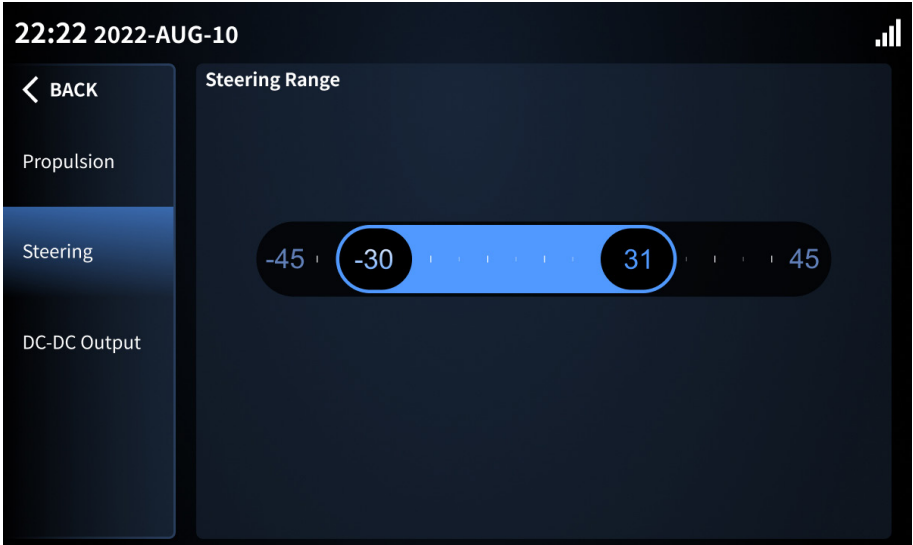 22:22 2022-AUG-10
BACK
Steering Range
Propulsion
Steering
DC-DC Output
-45 -30 31 45